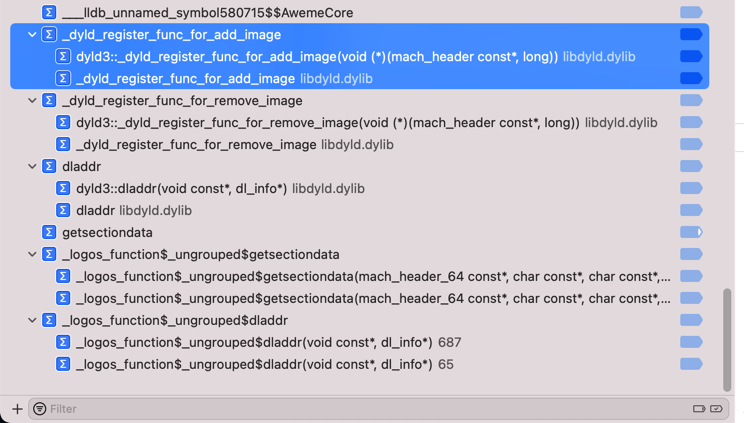 ___lldb_unnamed_symbol580715$$AwemeCore
_dyld_register_func_for_add_image
dyld3::_dyld_register_func_for_add_image(void (*)(mach_header const*, long)) libdyld.dylib
_dyld_register_func_for_add_image libdyld.dylib
_dyld_register_func_for_remove_image
dyld3::_dyld_register_func_for_remove_image(void (*)(mach_header const*, long)) libdyld.dylib
_dyld_register_func_for_remove_image libdyld.dylib
dladdr
dyld3::dladdr(void const*, dl_info*) libdyld.dylib
dladdr libdyld.dylib
getsectiondata
_logos_function$_ungrouped$getsectiondata
_logos_function$_ungrouped$getsectiondata(mach_header_64 const*, char const*, char const*,...
_logos_function$_ungrouped$getsectiondata(mach_header_64 const*, char const*, char const*,...
_logos_function$_ungrouped$dladdr
_logos_function$_ungrouped$dladdr(void const*, dl_info*) 687
_logos_function$_ungrouped$dladdr(void const*, dl_info*) 65
Filter